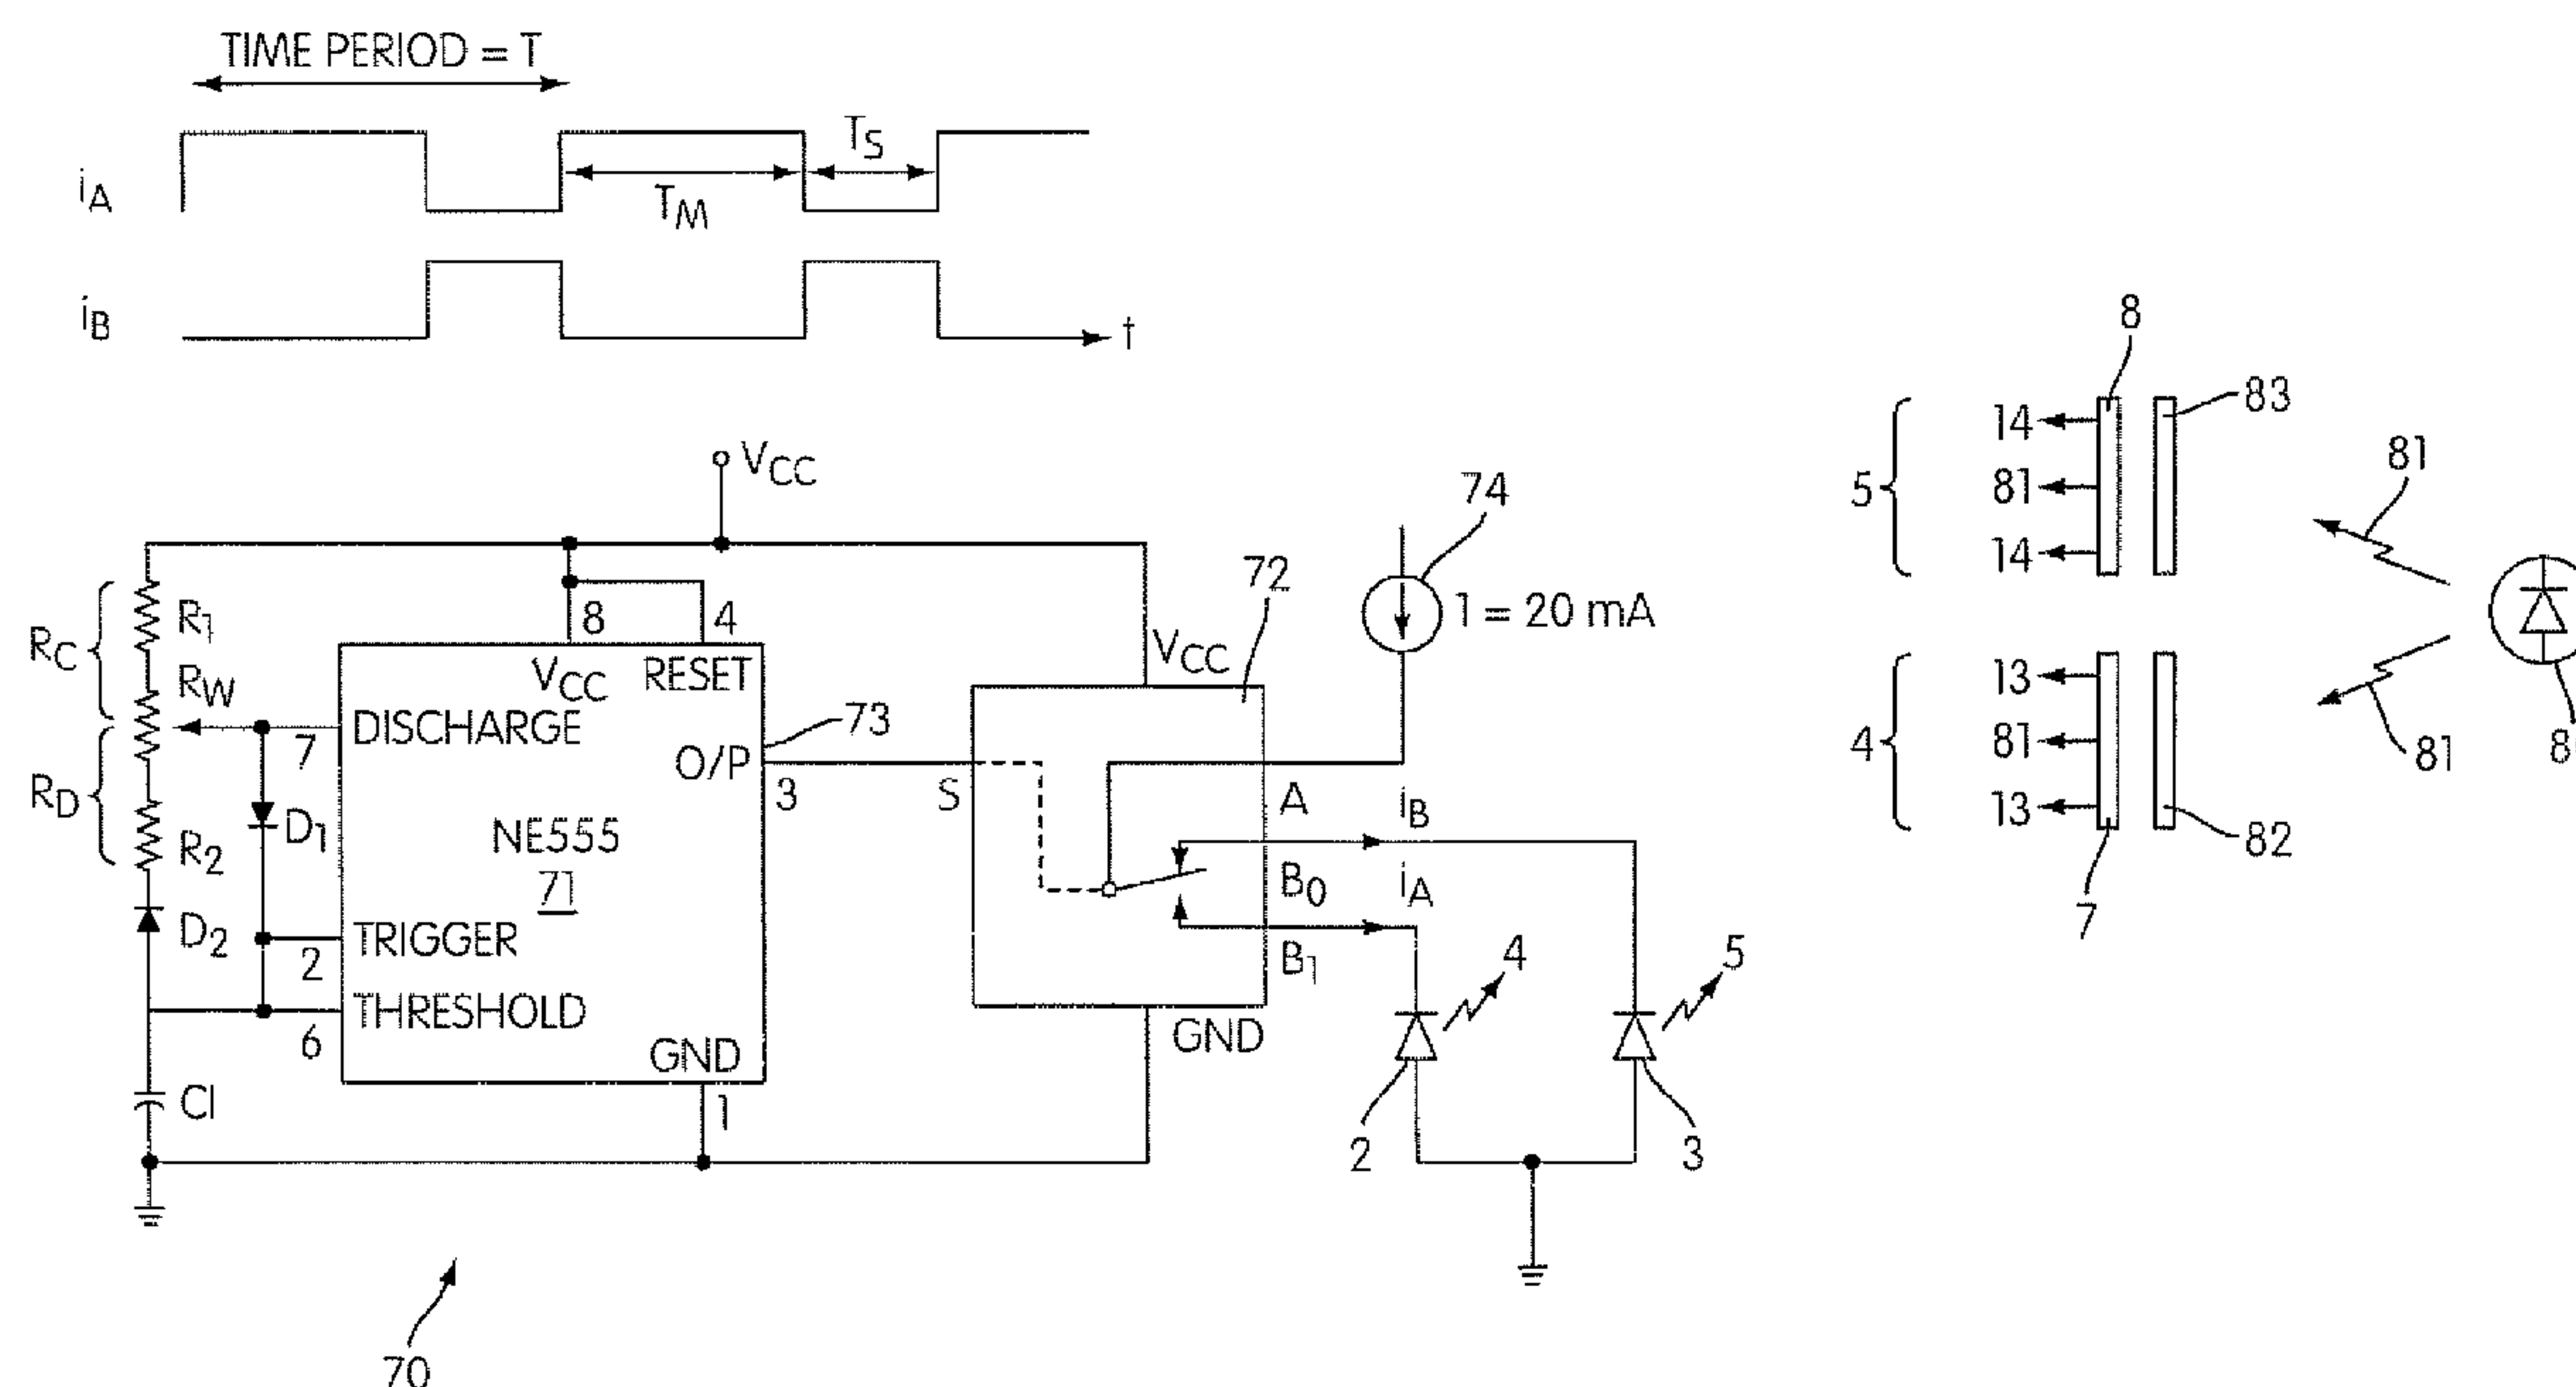 TIME PERIOD = T
iA
TM
TS
iB
t
VCC
RC
R1
RW
RD
R2
D2
D1
C1
8
4
VCC
RESET
7
DISCHARGE
O/P
73
3
NE555
71
2
TRIGGER
6
THRESHOLD
GND
1
72
VCC
S
A
B0
B1
GND
74
1 = 20 mA
iB
iA
4
5
2
3
70
8
83
5
14
81
14
81
4
13
81
13
81
82
7
8